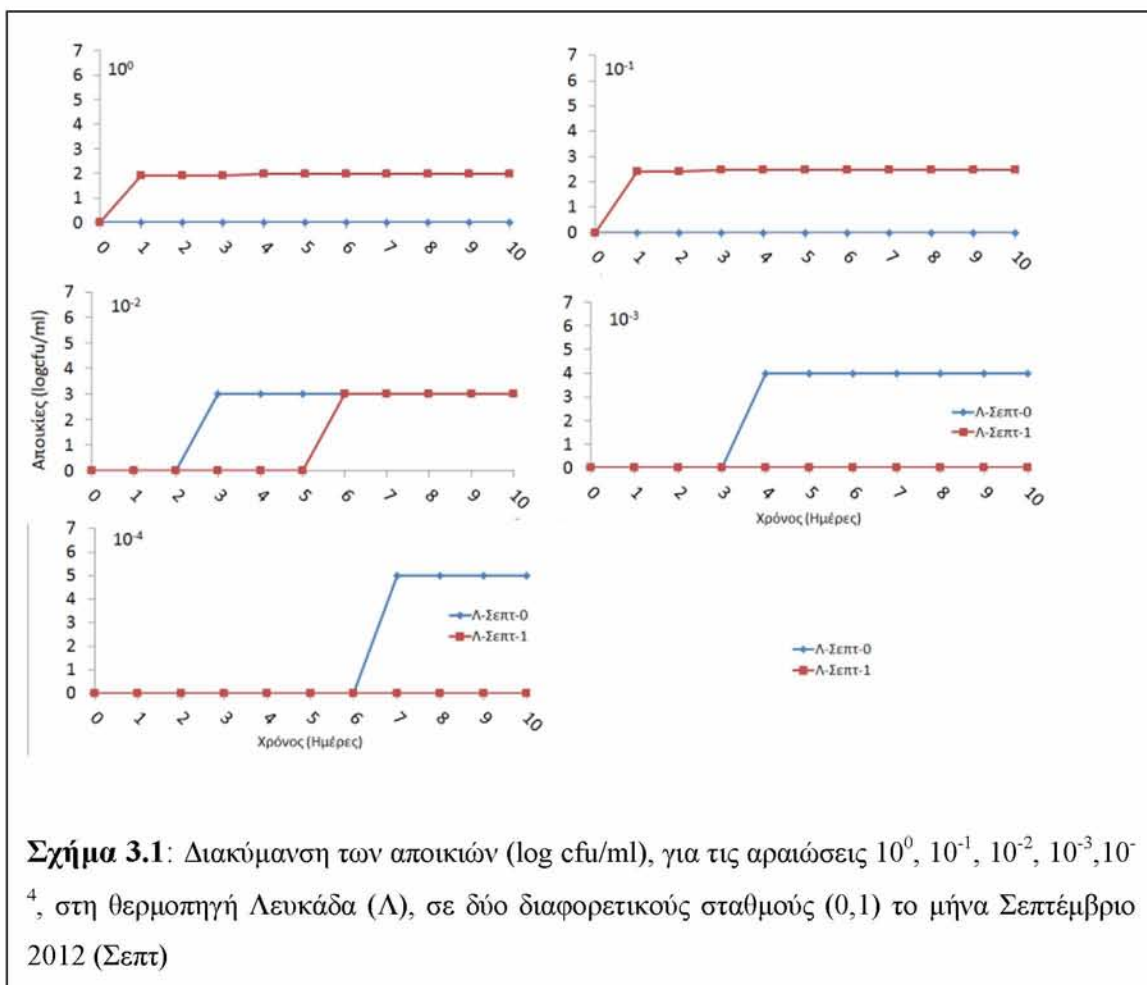 7
6
5
4
3
2
1
0
10⁰
0 1 2 3 4 5 6 7 8 9 10
7
6
5
4
3
2
1
0
10⁻¹
0 1 2 3 4 5 6 7 8 9 10
Αποικίες (logcfu/ml)
7
6
5
4
3
2
1
0
10⁻²
0 1 2 3 4 5 6 7 8 9 10
7
6
5
4
3
2
1
0
10⁻³
Λ-Σεπτ-0
Λ-Σεπτ-1
0 1 2 3 4 5 6 7 8 9 10
Χρόνος (Ημέρες)
7
6
5
4
3
2
1
0
10⁻⁴
Λ-Σεπτ-0
Λ-Σεπτ-1
0 1 2 3 4 5 6 7 8 9 10
Χρόνος (Ημέρες)
Λ-Σεπτ-0
Λ-Σεπτ-1
Σχήμα 3.1: Διακύμανση των αποικιών (log cfu/ml), για τις αραιώσεις 10⁰, 10⁻¹, 10⁻², 10⁻³,10⁻
⁴, στη θερμοπηγή Λευκάδα (Λ), σε δύο διαφορετικούς σταθμούς (0,1) το μήνα Σεπτέμβριο
2012 (Σεπτ)